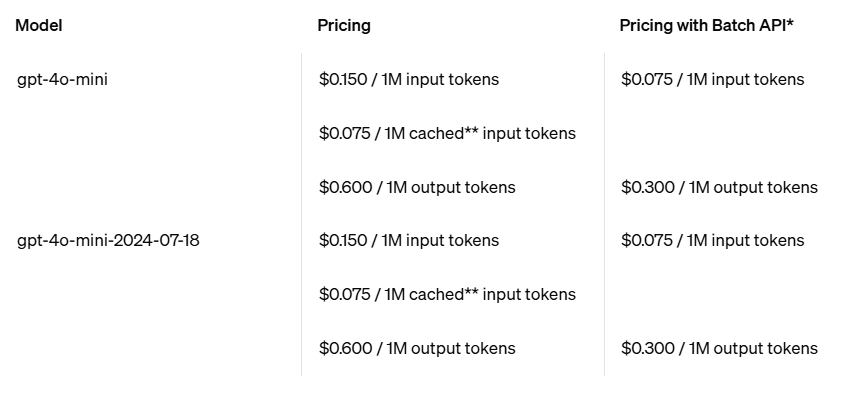 Model Pricing Pricing with Batch API*
gpt-4o-mini $0.150 / 1M input tokens $0.075 / 1M input tokens
$0.075 / 1M cached** input tokens
$0.600 / 1M output tokens $0.300 / 1M output tokens
gpt-4o-mini-2024-07-18 $0.150 / 1M input tokens $0.075 / 1M input tokens
$0.075 / 1M cached** input tokens
$0.600 / 1M output tokens $0.300 / 1M output tokens